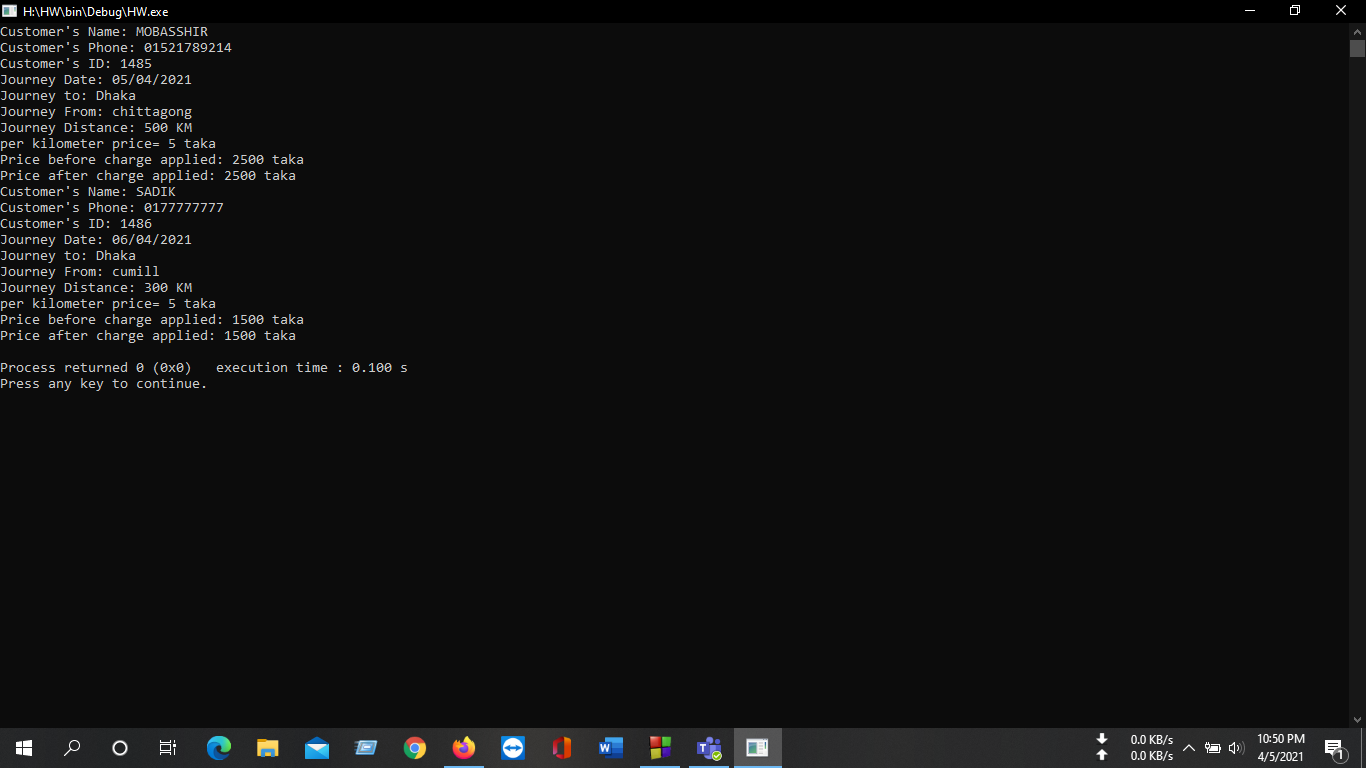 H:\HW\bin\Debug\HW.exe
Customer's Name: MOBASSHIR
Customer's Phone: 01521789214
Customer's ID: 1485
Journey Date: 05/04/2021
Journey to: Dhaka
Journey From: chittagong
Journey Distance: 500 KM
per kilometer price= 5 taka
Price before charge applied: 2500 taka
Price after charge applied: 2500 taka
Customer's Name: SADIK
Customer's Phone: 0177777777
Customer's ID: 1486
Journey Date: 06/04/2021
Journey to: Dhaka
Journey From: cumill
Journey Distance: 300 KM
per kilometer price= 5 taka
Price before charge applied: 1500 taka
Price after charge applied: 1500 taka
Process returned 0 (0x0)   execution time : 0.100 s
Press any key to continue.
0.0 KB/s
0.0 KB/s
10:50 PM
4/5/2021
1